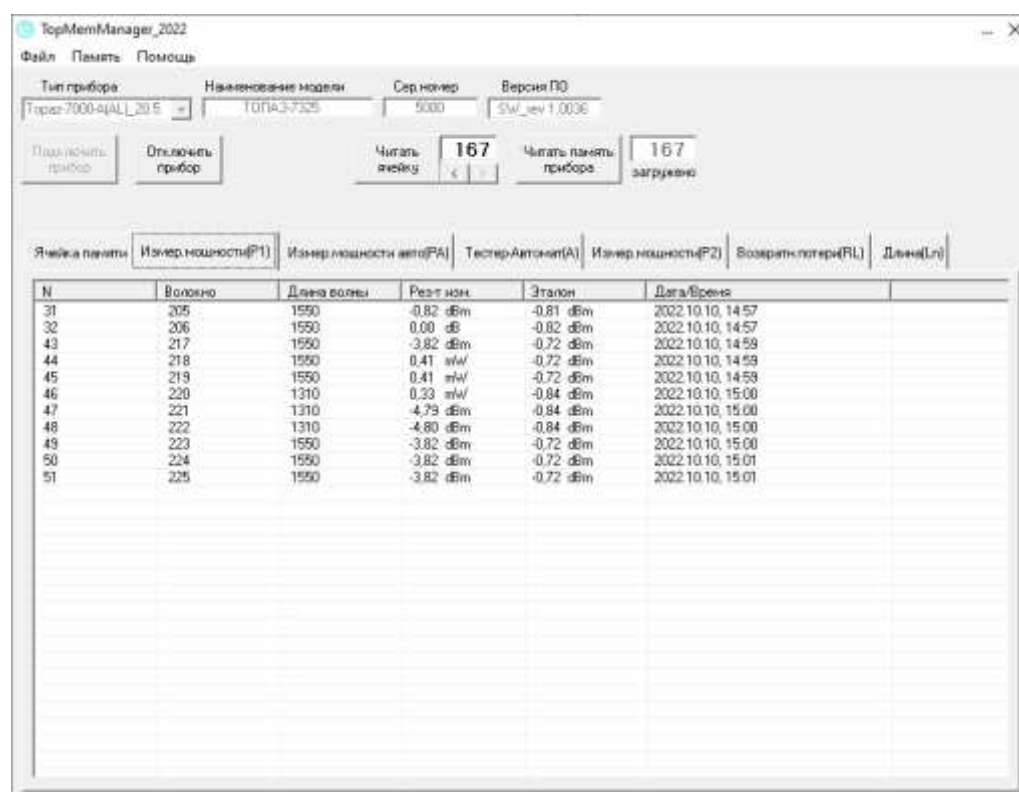 TopMemManager_2022
Файл Память Помощь
Тип прибора Наименование модели Сер.номер Версия ПО
Topaz-7000-A(AL)_20.5 ТОПАЗ-7325 5000 SW_rev 1.0036
Подключить прибор Отключить прибор Читать ячейку 167 < > Читать память прибора 167 загружено
Ячейка памяти Измер.мощности(P1) Измер.мощности авто(PA) Тестер-Автомат(A) Измер.мощности(P2) Возвратн.потери(RL) Длина(Ln)
N Волокно Длина волны Рез-т изм. Эталон Дата/Время
31 205 1550 -0,82 dBm -0,81 dBm 2022.10.10, 14:57
32 206 1550 0,00 dB -0,82 dBm 2022.10.10, 14:57
43 217 1550 -3,82 dBm -0,72 dBm 2022.10.10, 14:59
44 218 1550 0,41 mW -0,72 dBm 2022.10.10, 14:59
45 219 1550 0,41 mW -0,72 dBm 2022.10.10, 14:59
46 220 1310 0,33 mW -0,84 dBm 2022.10.10, 15:00
47 221 1310 -4,79 dBm -0,84 dBm 2022.10.10, 15:00
48 222 1310 -4,80 dBm -0,84 dBm 2022.10.10, 15:00
49 223 1550 -3,82 dBm -0,72 dBm 2022.10.10, 15:00
50 224 1550 -3,82 dBm -0,72 dBm 2022.10.10, 15:01
51 225 1550 -3,82 dBm -0,72 dBm 2022.10.10, 15:01